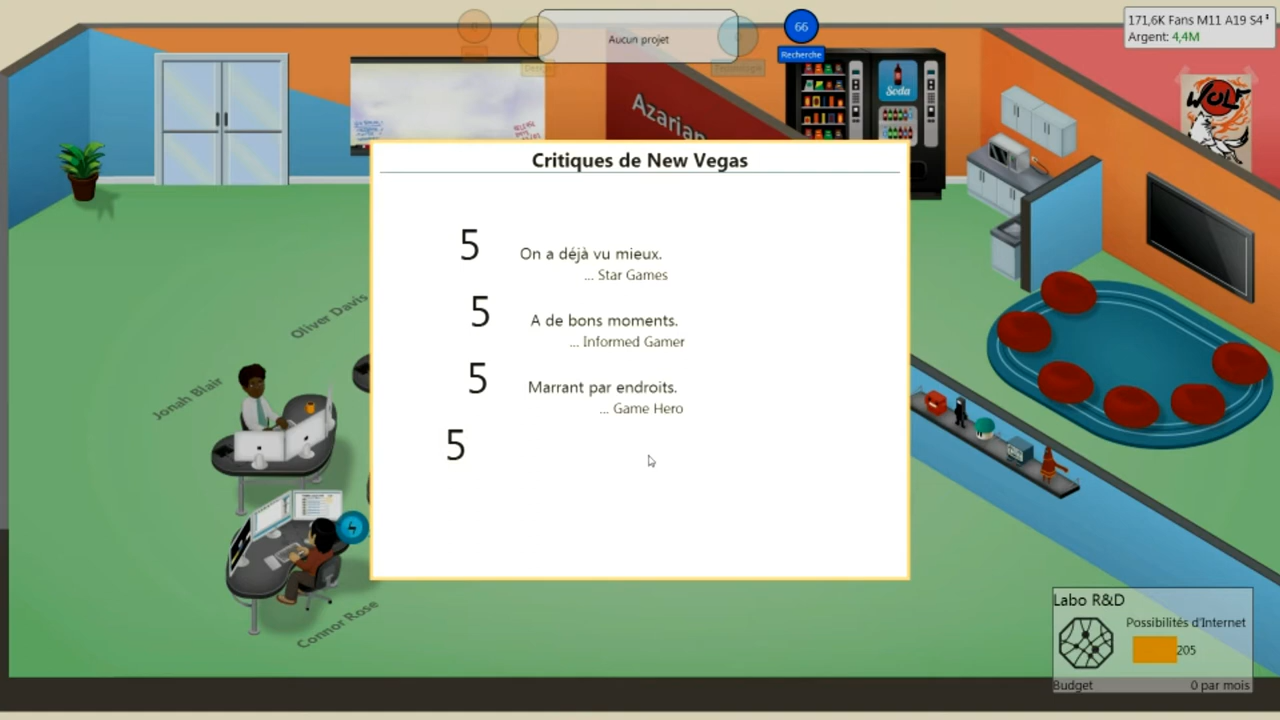 171,6K Fans M11 A19 S4
Argent: 4,4M
Aucun projet
66
Recherche
Soda
Azarian
Critiques de New Vegas
5
On a déjà vu mieux.
... Star Games
5
A de bons moments.
... Informed Gamer
5
Marrant par endroits.
... Game Hero
5
Oliver Davis
Jonah Blair
Connor Rose
Labo R&D
Possibilités d'Internet
205
Budget
0 par mois